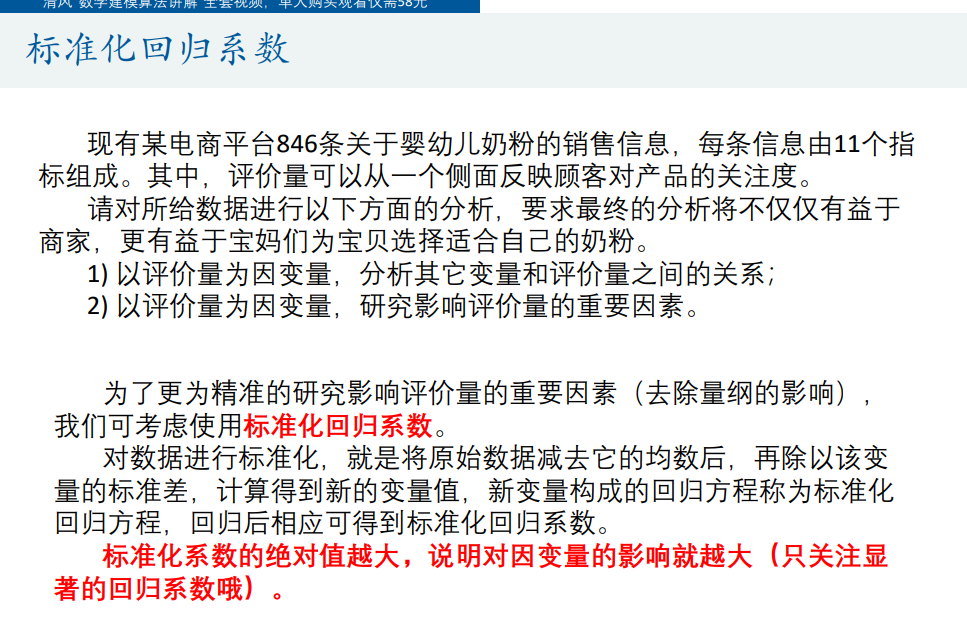 清风"数学建模算法讲解"全套视频，单人购买观看仅需58元
标准化回归系数
现有某电商平台846条关于婴幼儿奶粉的销售信息，每条信息由11个指
标组成。其中，评价量可以从一个侧面反映顾客对产品的关注度。
请对所给数据进行以下方面的分析，要求最终的分析将不仅仅有益于
商家，更有益于宝妈们为宝贝选择适合自己的奶粉。
1) 以评价量为因变量，分析其它变量和评价量之间的关系；
2) 以评价量为因变量，研究影响评价量的重要因素。
为了更为精准的研究影响评价量的重要因素（去除量纲的影响），
我们可考虑使用标准化回归系数。
对数据进行标准化，就是将原始数据减去它的均数后，再除以该变
量的标准差，计算得到新的变量值，新变量构成的回归方程称为标准化
回归方程，回归后相应可得到标准化回归系数。
标准化系数的绝对值越大，说明对因变量的影响就越大（只关注显
著的回归系数哦）。